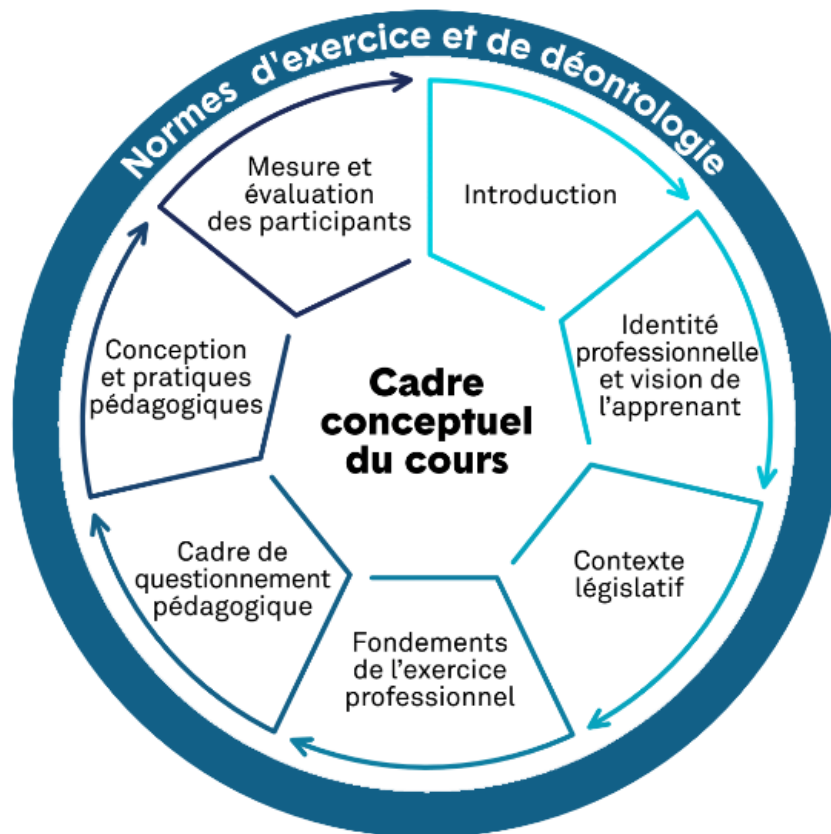 Normes d'exercice et de déontologie
Introduction
Identité
professionnelle
et vision de
l'apprenant
Contexte
législatif
Fondements
de l'exercice
professionnel
Cadre de
questionnement
pédagogique
Conception
et pratiques
pédagogiques
Mesure et
évaluation
des participants
Cadre
conceptuel
du cours